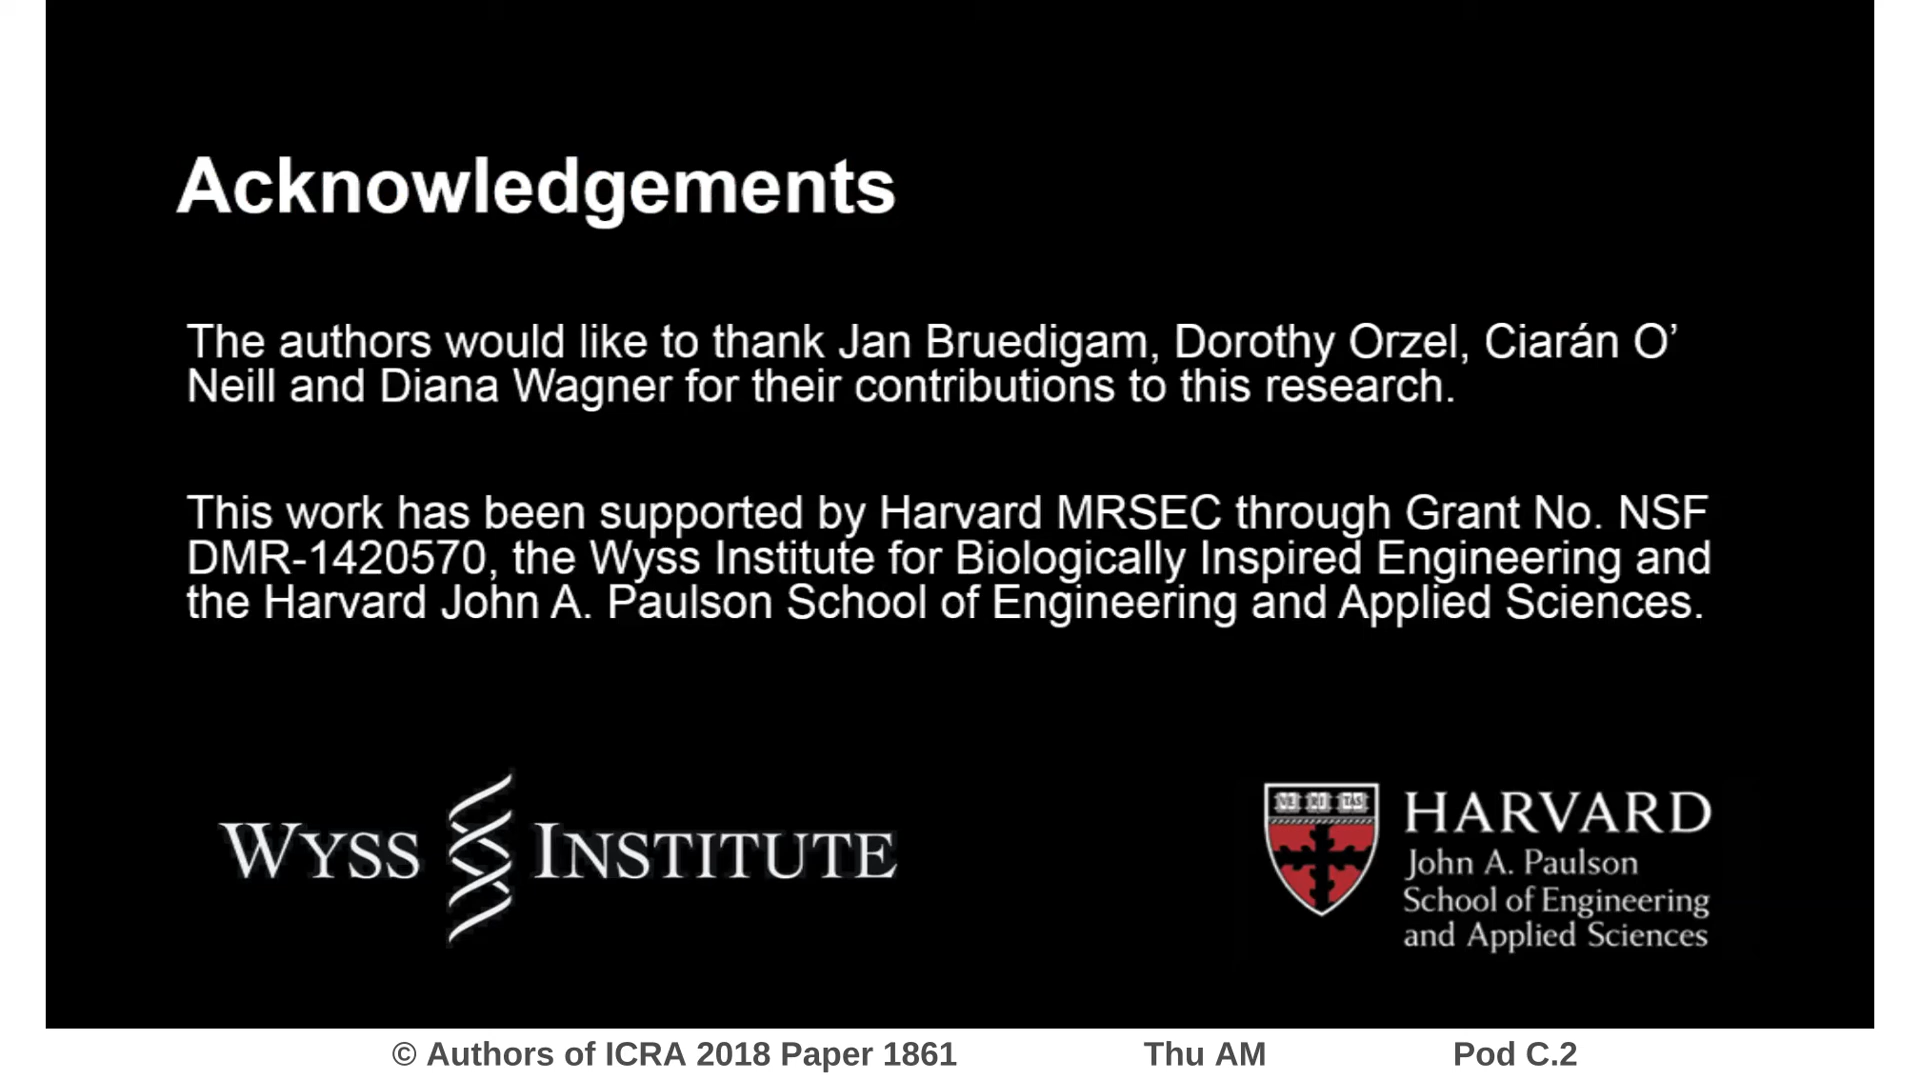 Acknowledgements
The authors would like to thank Jan Bruedigam, Dorothy Orzel, Ciarán O’
Neill and Diana Wagner for their contributions to this research.
This work has been supported by Harvard MRSEC through Grant No. NSF
DMR-1420570, the Wyss Institute for Biologically Inspired Engineering and
the Harvard John A. Paulson School of Engineering and Applied Sciences.
WYSS INSTITUTE
VE RI TAS
HARVARD
John A. Paulson
School of Engineering
and Applied Sciences
© Authors of ICRA 2018 Paper 1861 Thu AM Pod C.2